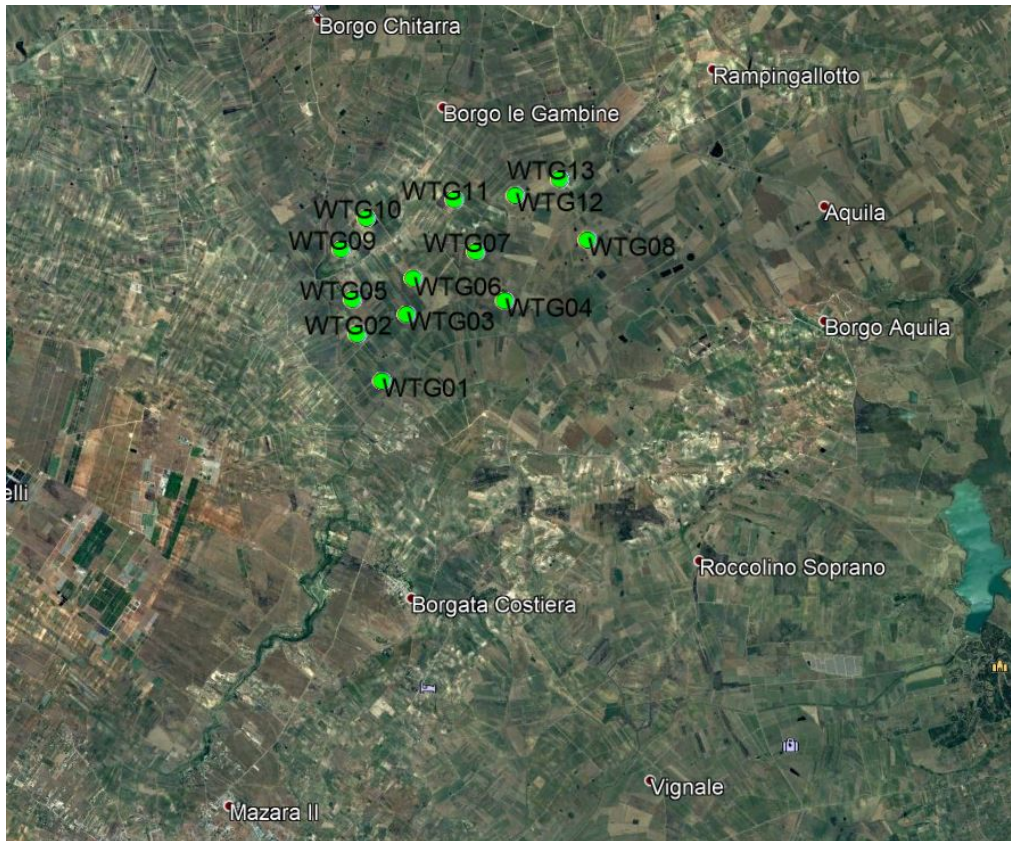 Borgo Chitarra
Rampingallotto
Borgo le Gambine
WTG13
WTG11
WTG12
WTG10
Aquila
WTG09
WTG07
WTG08
WTG06
WTG05
WTG04
WTG03
WTG02
Borgo Aquila
WTG01
elli
Roccolino Soprano
Borgata Costiera
Vignale
Mazara II